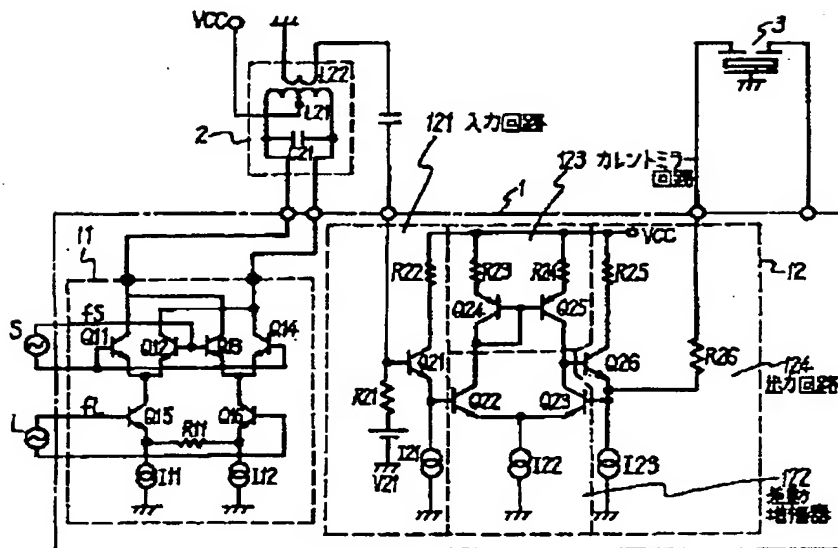 VCC
L22
L21
C21
2
3
121 入力回路
123 カレントミラ
回路
1
11
VCC
12
R22
R23
R24
R25
S
fS
Q11
Q12
Q13
Q14
Q24
Q25
Q21
Q26
R26
124
出力回路
L
fL
Q15
Q16
R11
R21
Q22
Q23
I11
I12
V21
I21
I22
I23
122
差動
増幅器